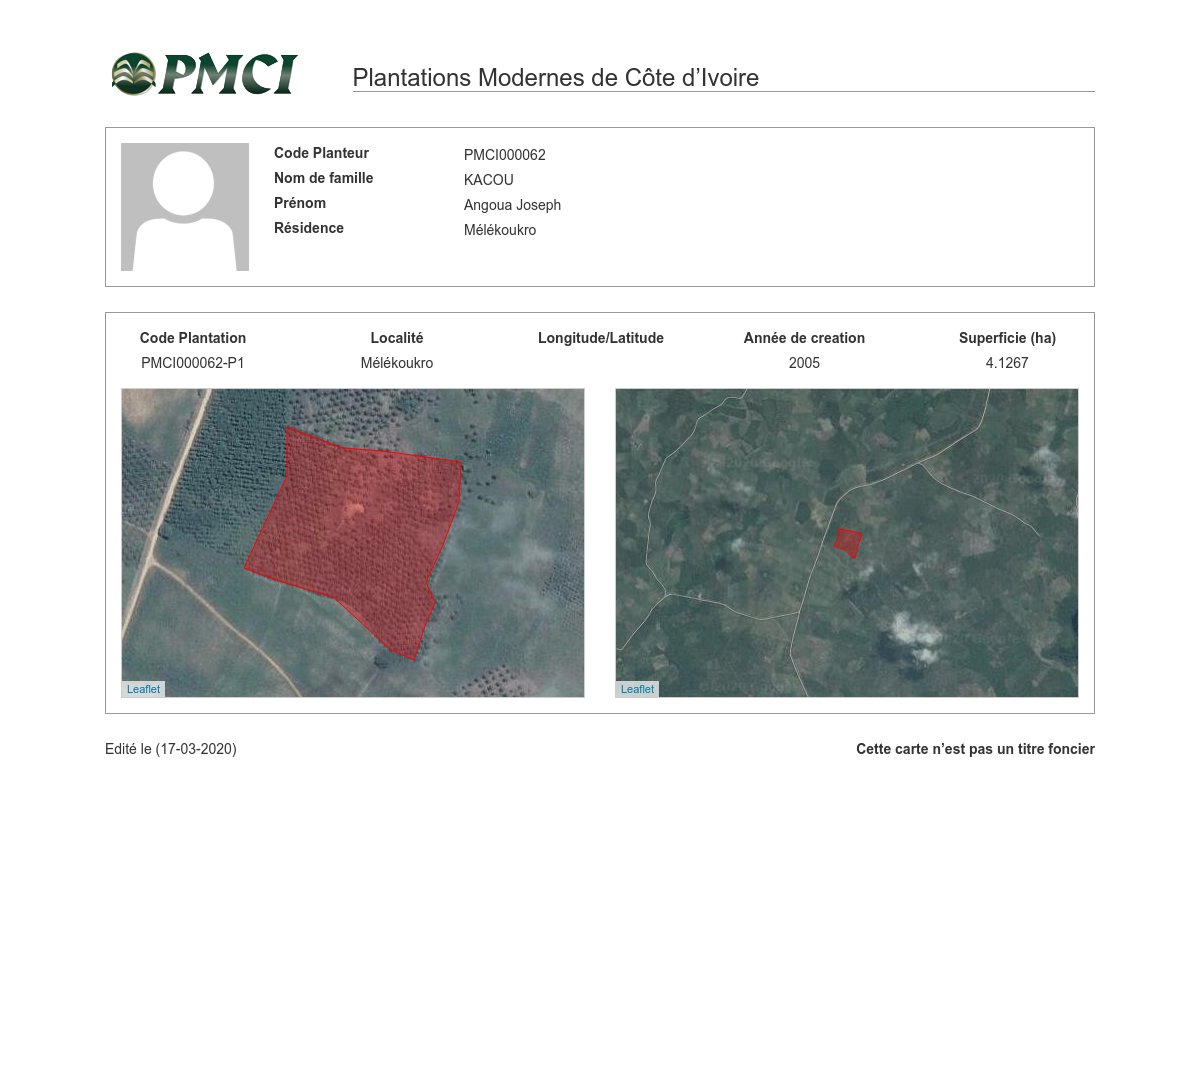 PMCI
Plantations Modernes de Côte d’Ivoire
Code Planteur PMCI000062
Nom de famille KACOU
Prénom Angoua Joseph
Résidence Mélékoukro
Code Plantation Localité Longitude/Latitude Année de creation Superficie (ha)
PMCI000062-P1 Mélékoukro 2005 4.1267
Leaflet
Leaflet
Edité le (17-03-2020)
Cette carte n’est pas un titre foncier